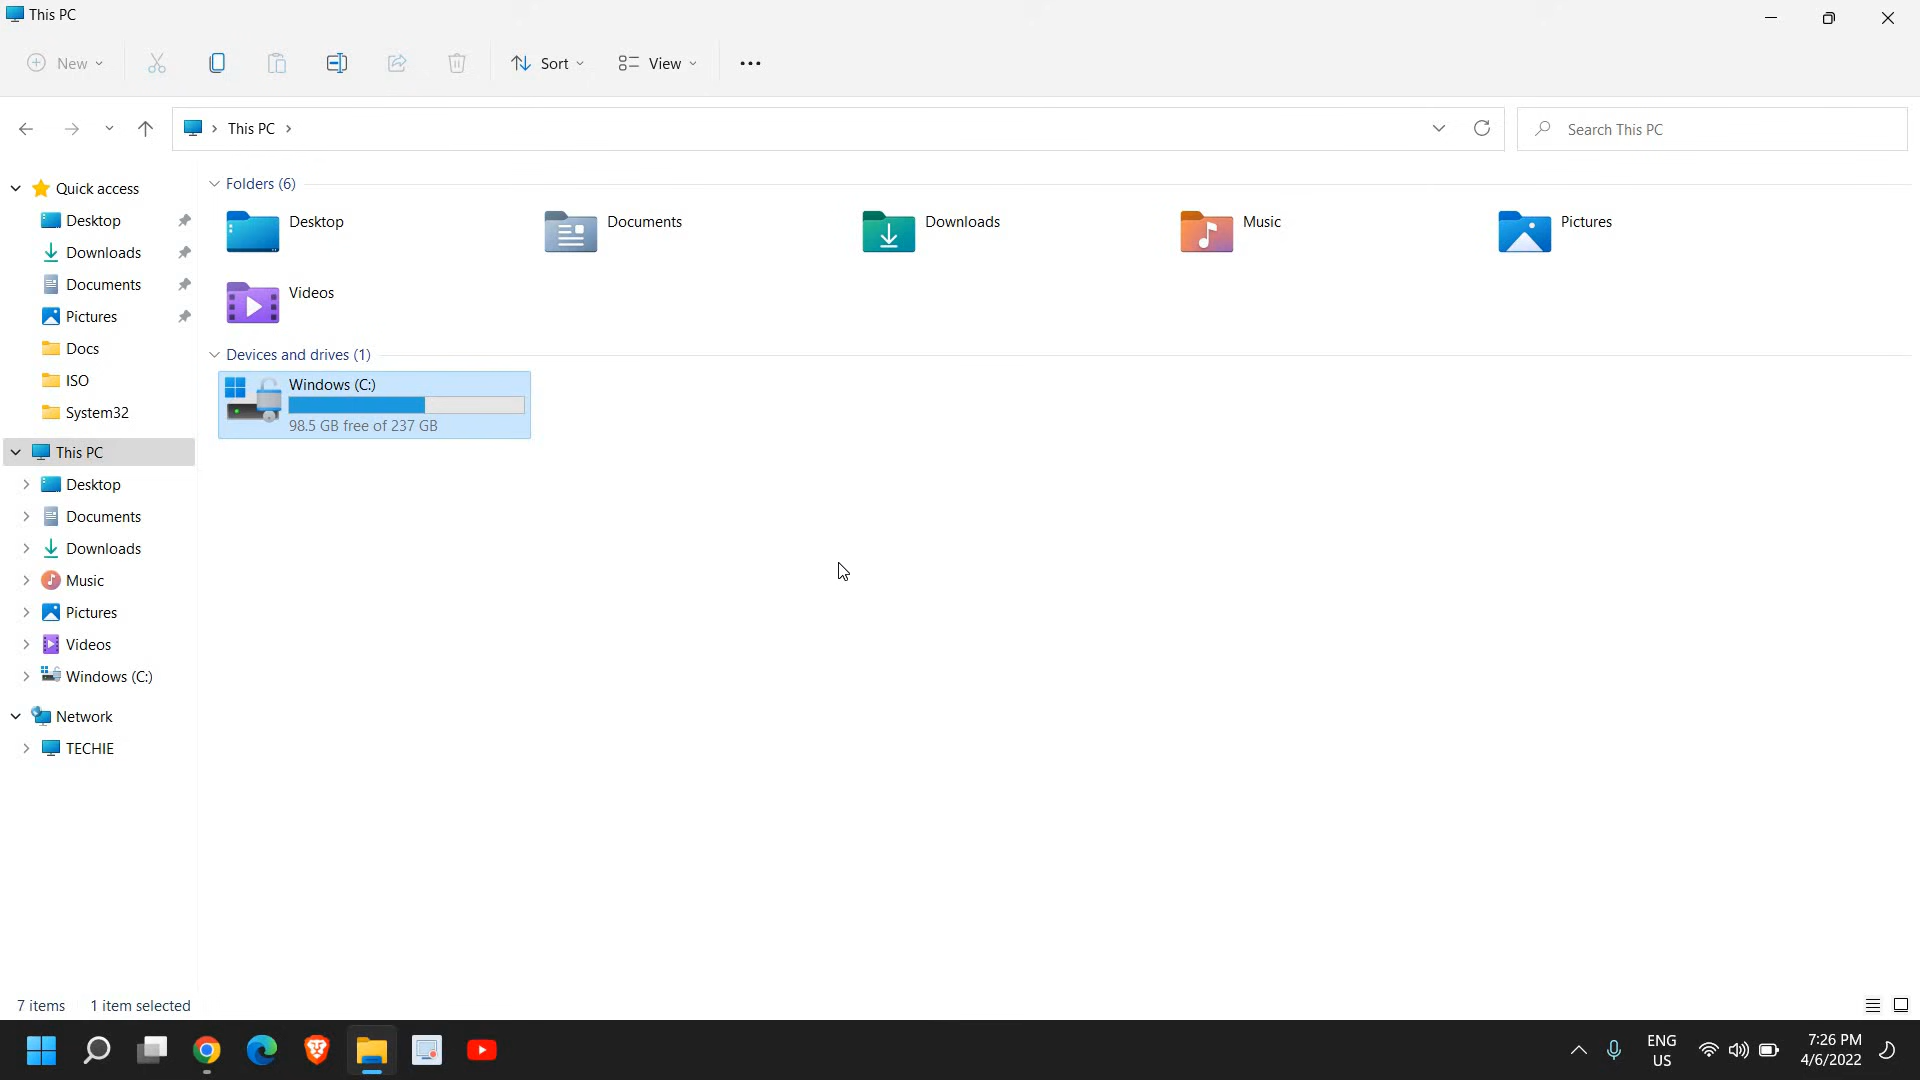 This PC
New
Sort
View
This PC
Search This PC
Quick access
Desktop
Downloads
Documents
Pictures
Docs
ISO
System32
This PC
Desktop
Documents
Downloads
Music
Pictures
Videos
Windows (C:)
Network
TECHIE
Folders (6)
Desktop
Documents
Downloads
Music
Pictures
Videos
Devices and drives (1)
Windows (C:)
98.5 GB free of 237 GB
7 items
1 item selected
ENG
US
7:26 PM
4/6/2022